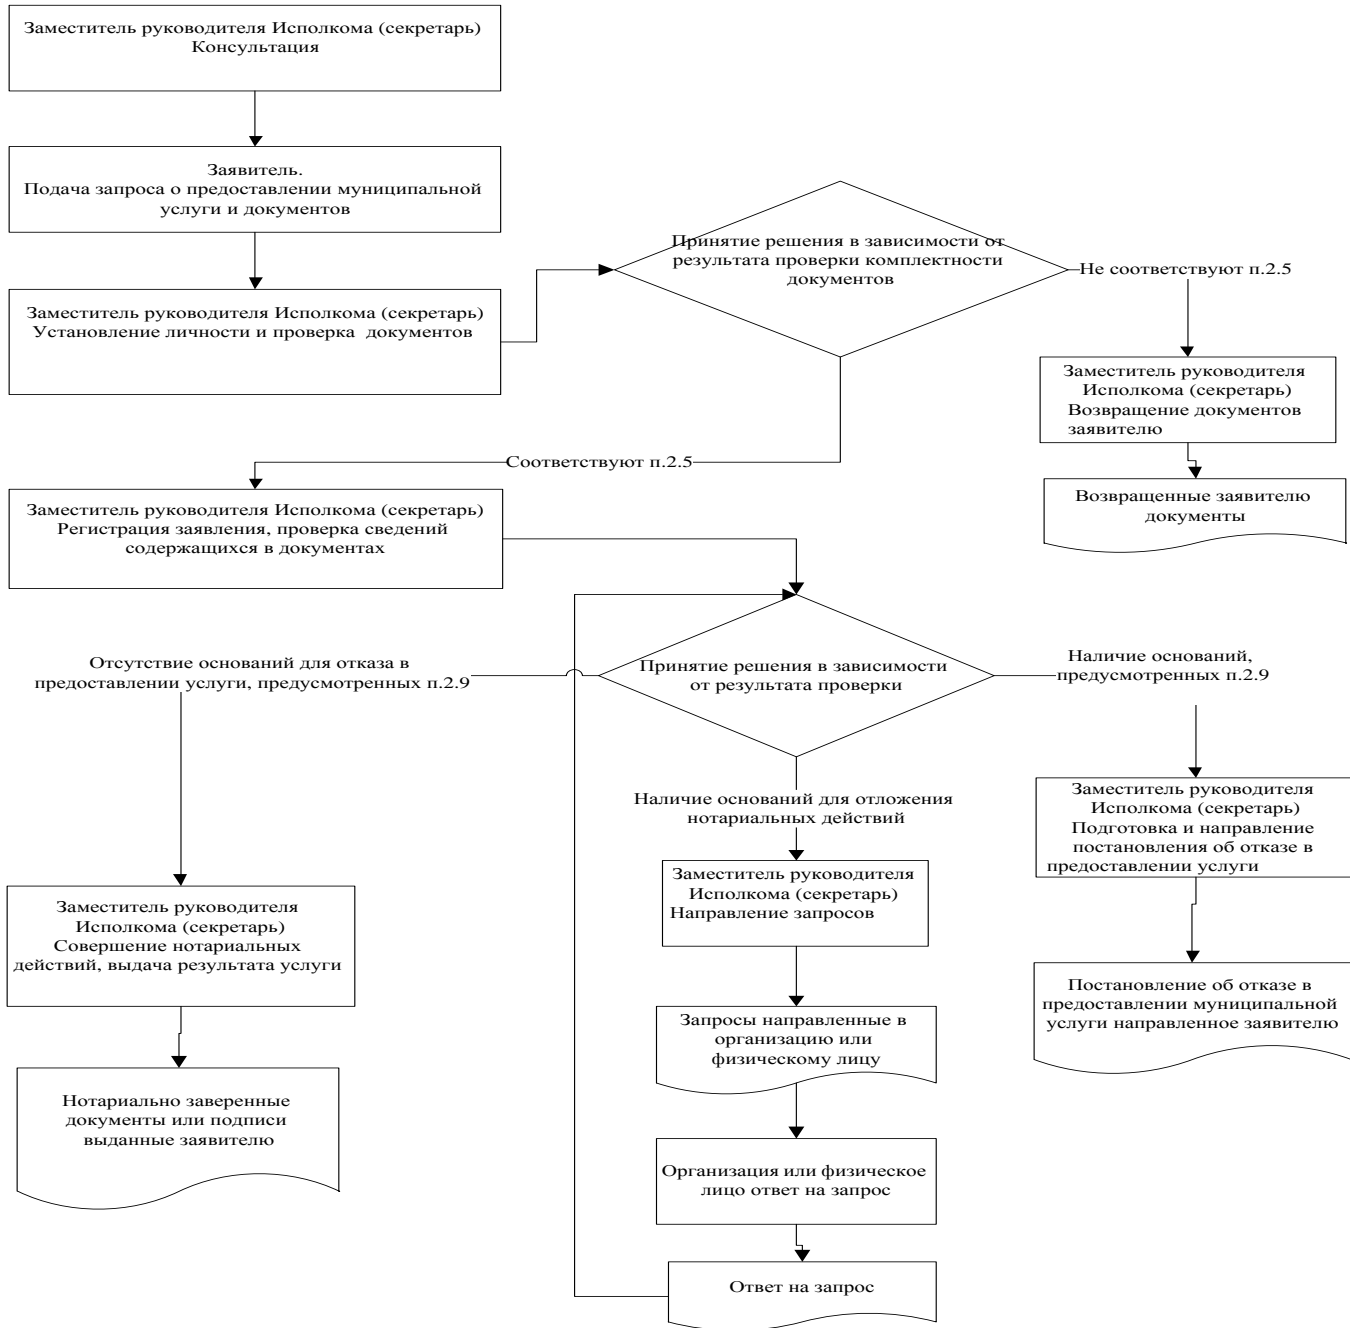 Заместитель руководителя Исполкома (секретарь)
Консультация
Заявитель.
Подача запроса о предоставлении муниципальной
услуги и документов
Заместитель руководителя Исполкома (секретарь)
Установление личности и проверка документов
Принятие решения в зависимости от
результата проверки комплектности
документов
Не соответствуют п.2.5
Заместитель руководителя
Исполкома (секретарь)
Возвращение документов
заявителю
Возвращенные заявителю
документы
Соответствуют п.2.5
Заместитель руководителя Исполкома (секретарь)
Регистрация заявления, проверка сведений
содержащихся в документах
Принятие решения в зависимости
от результата проверки
Отсутствие оснований для отказа в
предоставлении услуги, предусмотренных п.2.9
Наличие оснований,
предусмотренных п.2.9
Наличие оснований для отложения
нотариальных действий
Заместитель руководителя
Исполкома (секретарь)
Подготовка и направление
постановления об отказе в
предоставлении услуги
Заместитель руководителя
Исполкома (секретарь)
Направление запросов
Заместитель руководителя
Исполкома (секретарь)
Совершение нотариальных
действий, выдача результата услуги
Постановление об отказе в
предоставлении муниципальной
услуги направленное заявителю
Запросы направленные в
организацию или
физическому лицу
Нотариально заверенные
документы или подписи
выданные заявителю
Организация или физическое
лицо ответ на запрос
Ответ на запрос